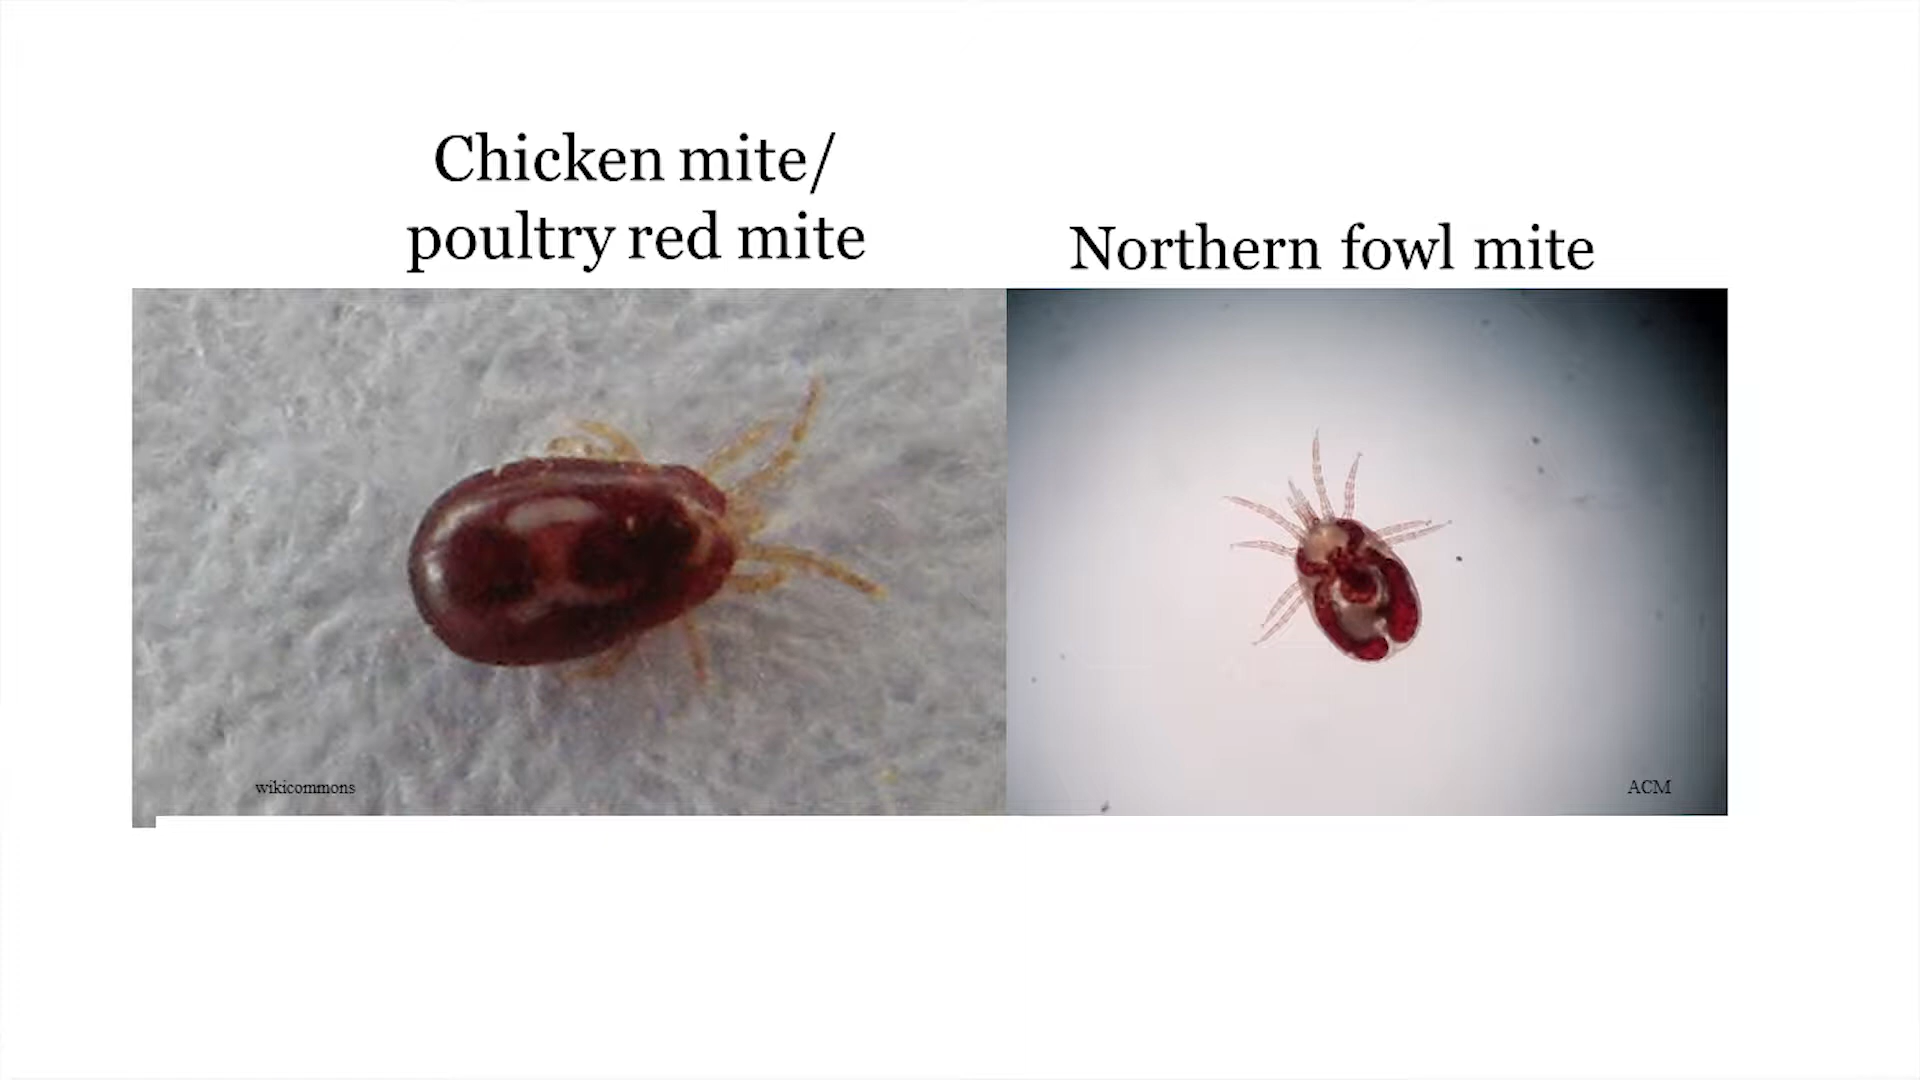 Chicken mite/
poultry red mite
Northern fowl mite
wikicommons
ACM